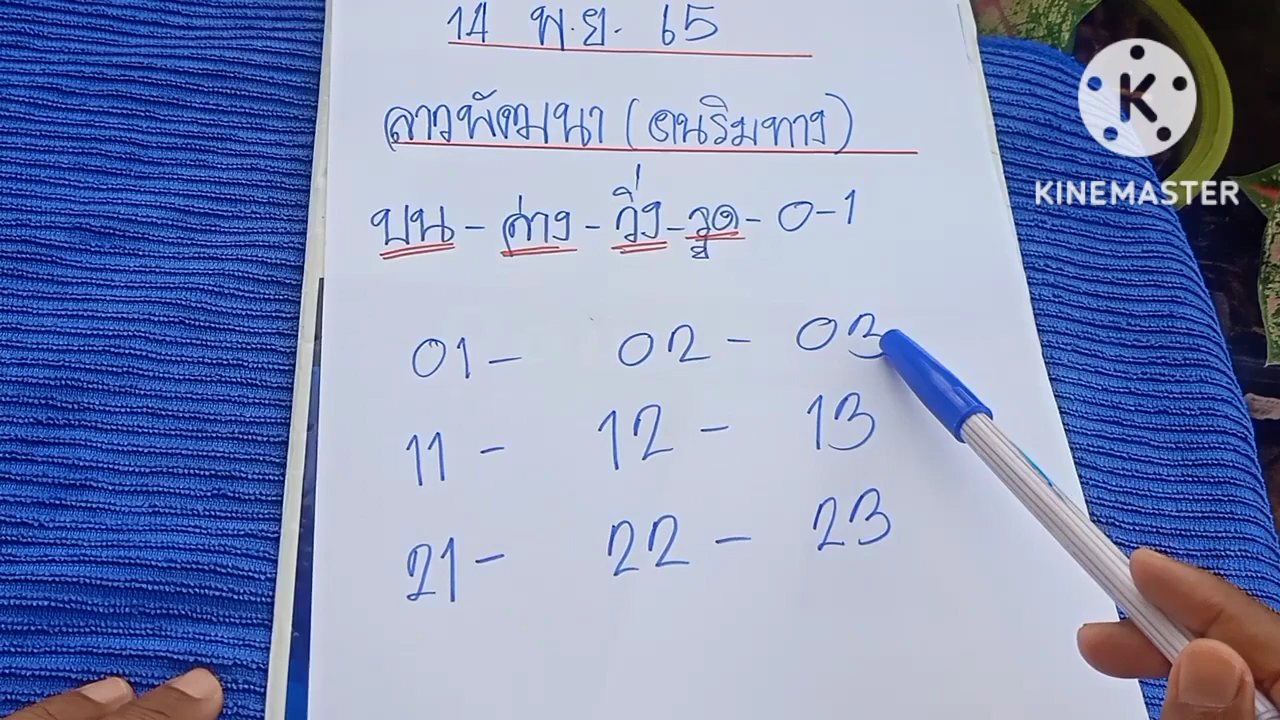 14 พ.ย. 65
ลาวพัฒนา (คนริมทาง)
บน - ล่าง - วิ่ง - รูด - 0-1
01 - 02 - 03
11 - 12 - 13
21 - 22 - 23
K
KINEMASTER